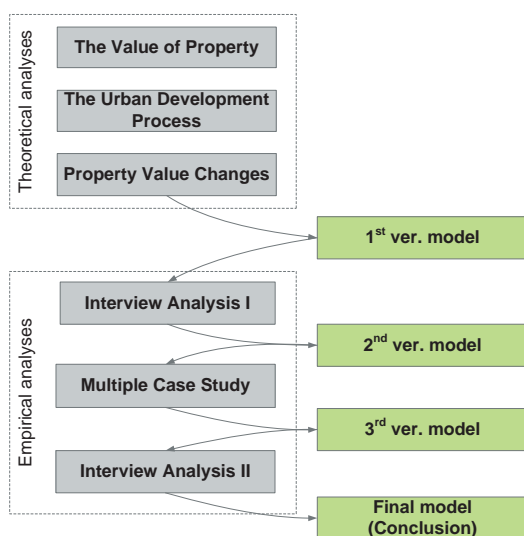 Theoretical analyses
The Value of Property
The Urban Development
Process
Property Value Changes
1st ver. model
Empirical analyses
Interview Analysis I
2nd ver. model
Multiple Case Study
3rd ver. model
Interview Analysis II
Final model
(Conclusion)